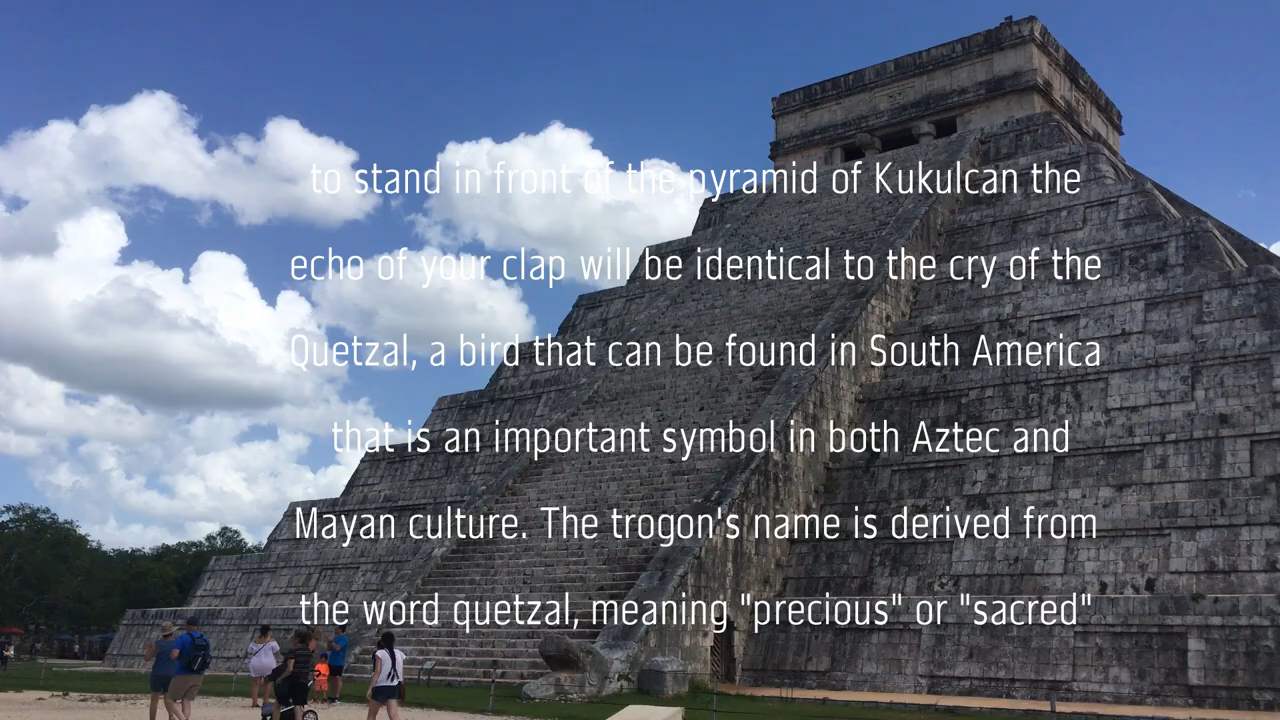 to stand in front of the pyramid of Kukulcan the
echo of your clap will be identical to the cry of the
Quetzal, a bird that can be found in South America
that is an important symbol in both Aztec and
Mayan culture. The trogon's name is derived from
the word quetzal, meaning "precious" or "sacred"